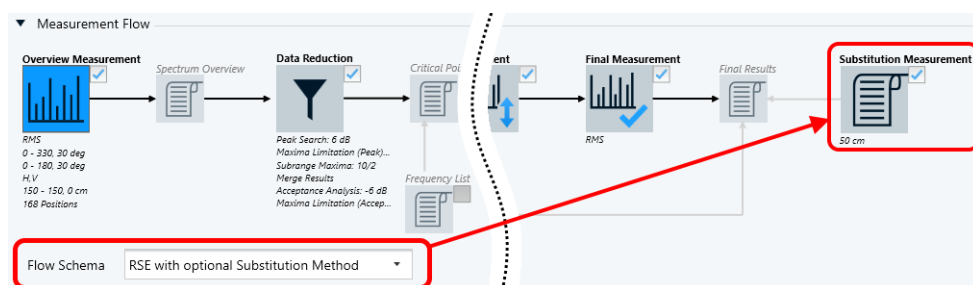 Measurement Flow
Overview Measurement
Spectrum Overview
Data Reduction
Critical Poi
ent
Final Measurement
Final Results
Substitution Measurement
RMS
0 - 330, 30 deg
0 - 180, 30 deg
H,V
150 - 150, 0 cm
168 Positions
Peak Search: 6 dB
Maxima Limitation (Peak)...
Subrange Maxima: 10/2
Merge Results
Acceptance Analysis: -6 dB
Maxima Limitation (Accep...
Frequency List
RMS
50 cm
Flow Schema RSE with optional Substitution Method